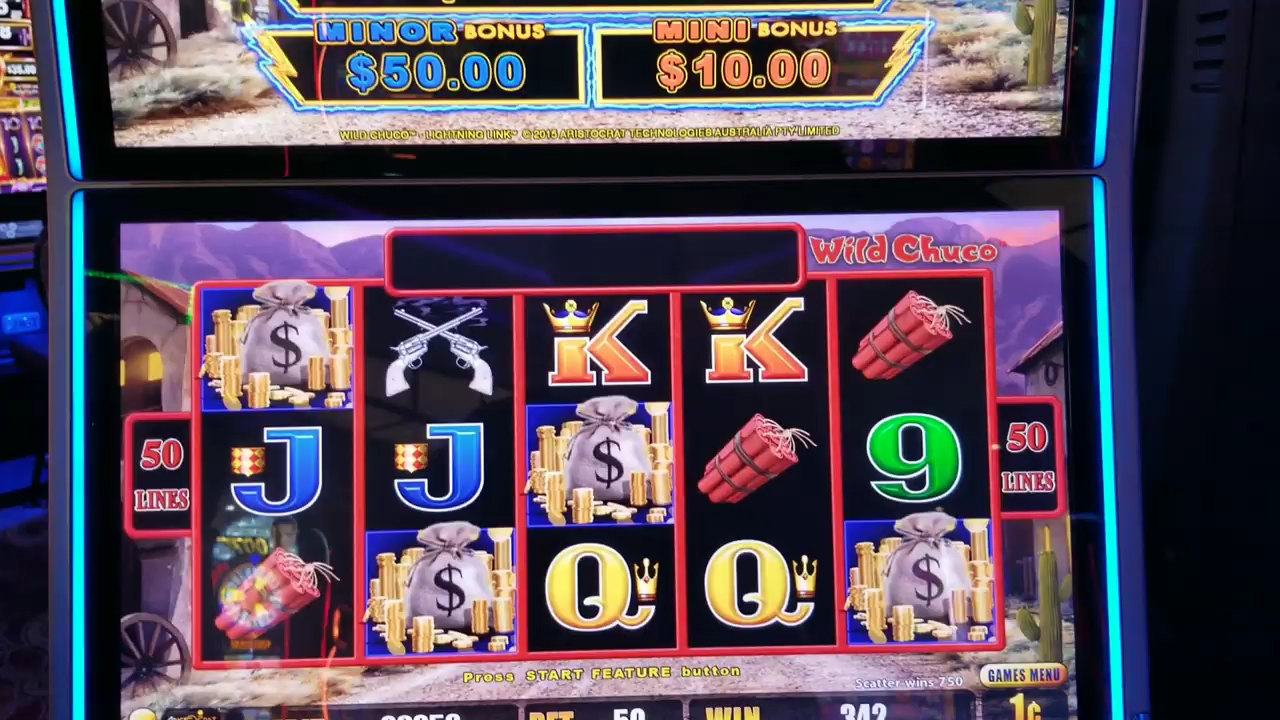 MINOR BONUS MINI BONUS
$50.00 $10.00
WILD CHUCO™ - LIGHTNING LINK™ © 2015 ARISTOCRAT TECHNOLOGIES AUSTRALIA PTY LIMITED
Wild Chuco™
$ K K
J J $ 9
$ Q Q $
50 LINES
50 LINES
Press START FEATURE button
Scatter wins 750
GAMES MENU
BET 50 WIN 342 1¢